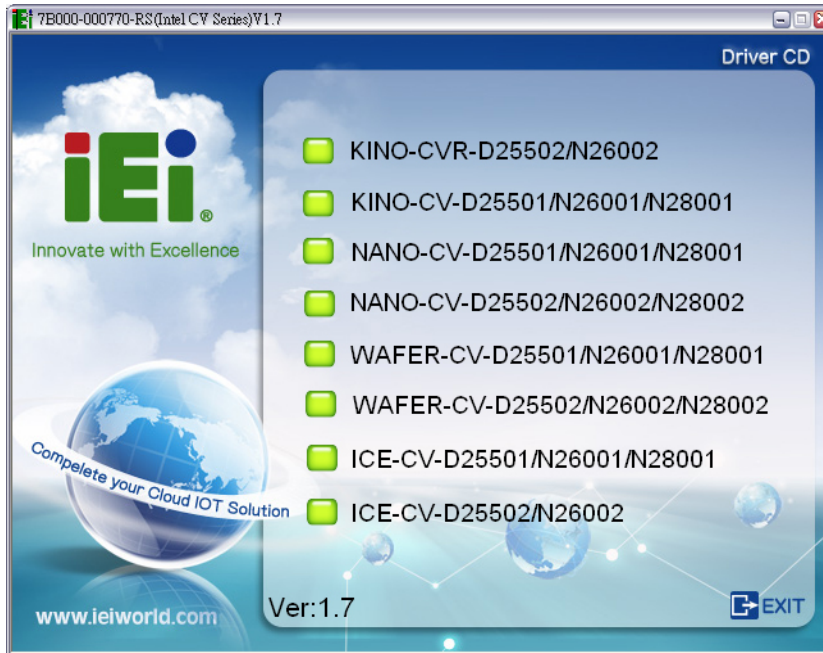 7B000-000770-RS(Intel CV Series)V1.7
Driver CD
iEi®
Innovate with Excellence
KINO-CVR-D25502/N26002
KINO-CV-D25501/N26001/N28001
NANO-CV-D25501/N26001/N28001
NANO-CV-D25502/N26002/N28002
WAFER-CV-D25501/N26001/N28001
WAFER-CV-D25502/N26002/N28002
ICE-CV-D25501/N26001/N28001
ICE-CV-D25502/N26002
Compelete your Cloud IOT Solution
www.ieiworld.com
Ver:1.7
EXIT